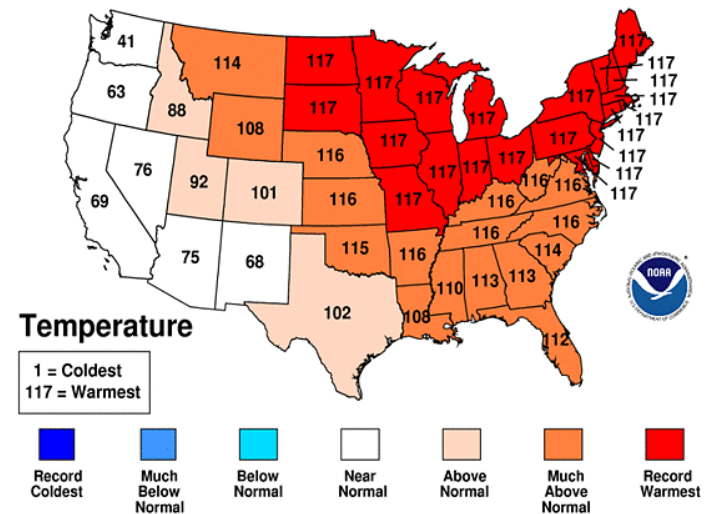 117
41
114
117
117
117
117
63
117
117
117
117
117
88
117
108
117
117
117
76
116
117
117
117
117
117
92
101
116
117
116
116
117
69
116
116
75
68
115
116
116
114
110
113
113
102
108
112
NOAA
Temperature
1 = Coldest
117 = Warmest
Record
Coldest
Much
Below
Normal
Below
Normal
Near
Normal
Above
Normal
Much
Above
Normal
Record
Warmest